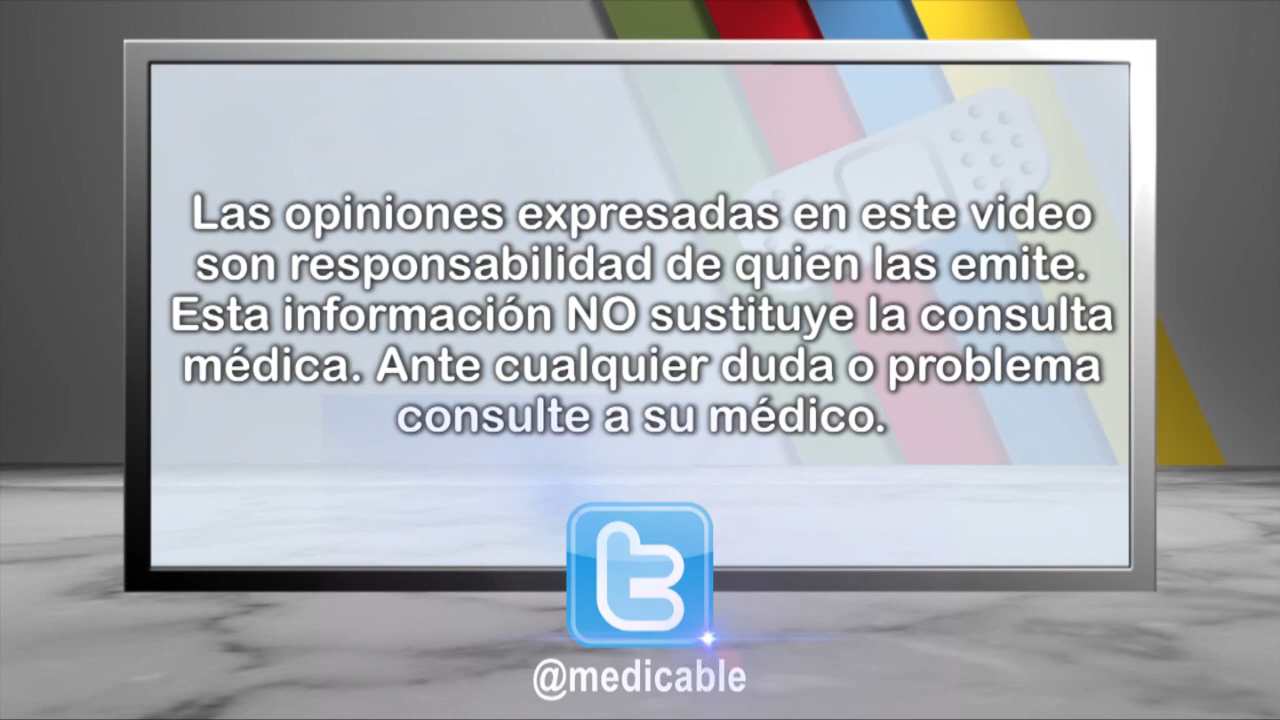 Las opiniones expresadas en este video
son responsabilidad de quien las emite.
Esta información NO sustituye la consulta
médica. Ante cualquier duda o problema
consulte a su médico.
@medicable